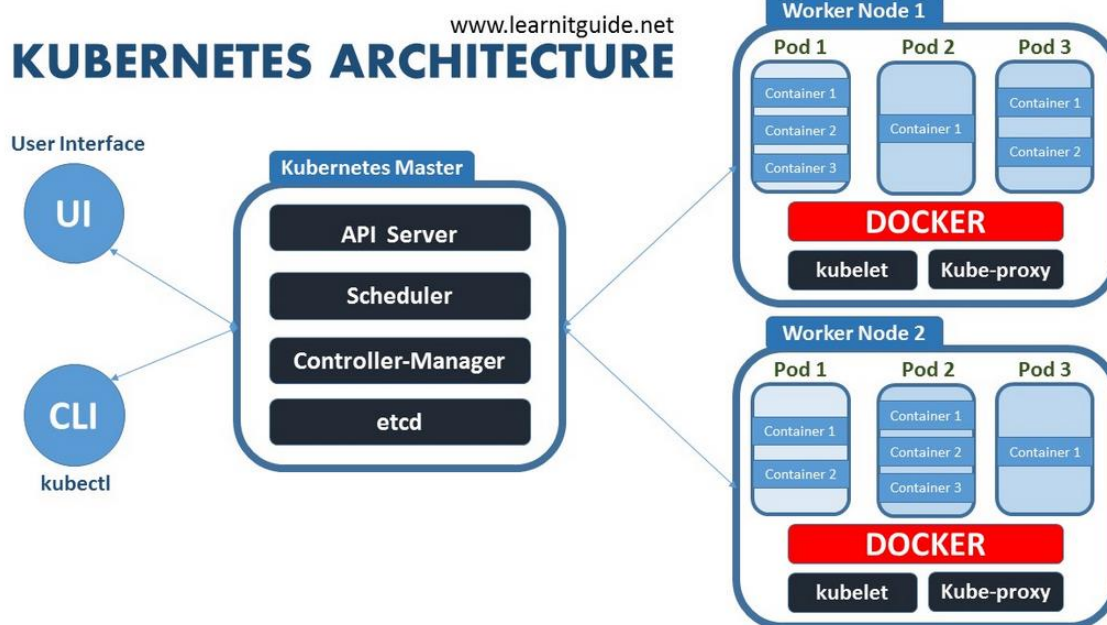 www.learnitguide.net
KUBERNETES ARCHITECTURE
User Interface
UI
CLI
kubectl
Kubernetes Master
API Server
Scheduler
Controller-Manager
etcd
Worker Node 1
Pod 1
Container 1
Container 2
Container 3
Pod 2
Container 1
Pod 3
Container 1
Container 2
DOCKER
kubelet
Kube-proxy
Worker Node 2
Pod 1
Container 1
Container 2
Pod 2
Container 1
Container 2
Container 3
Pod 3
Container 1
DOCKER
kubelet
Kube-proxy